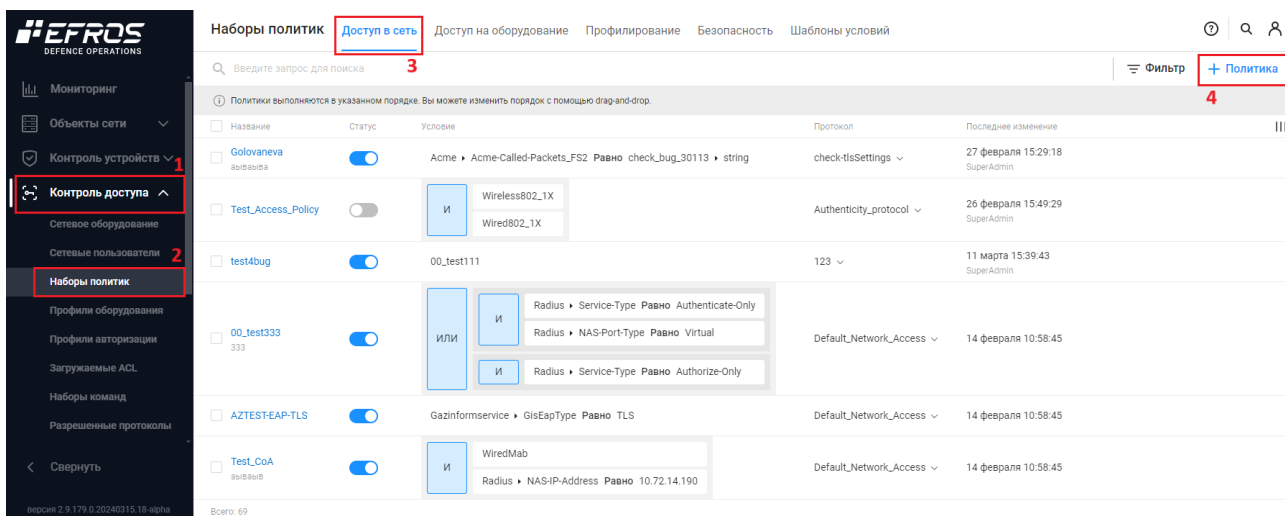 EFROS
DEFENCE OPERATIONS
Мониторинг
Объекты сети
Контроль устройств
1
Контроль доступа
Сетевое оборудование
Сетевые пользователи
2
Наборы политик
Профили оборудования
Профили авторизации
Загружаемые ACL
Наборы команд
Разрешенные протоколы
Свернуть
версия 2.9.179.0.20240315.18-alpha
Наборы политик Доступ в сеть Доступ на оборудование Профилирование Безопасность Шаблоны условий
3
Введите запрос для поиска Фильтр + Политика
4
Политики выполняются в указанном порядке. Вы можете изменить порядок с помощью drag-and-drop.
Название Статус Условие Протокол Последнее изменение
Golovaneva
аываыва
Acme Acme-Called-Packets_FS2 Равно check_bug_30113 string
check-tlsSettings
27 февраля 15:29:18
SuperAdmin
Test_Access_Policy
И
Wireless802_1X
Wired802_1X
Authenticity_protocol
26 февраля 15:49:29
SuperAdmin
test4bug
00_test111
123
11 марта 15:39:43
SuperAdmin
00_test333
333
ИЛИ
И
Radius Service-Type Равно Authenticate-Only
Radius NAS-Port-Type Равно Virtual
И
Radius Service-Type Равно Authorize-Only
Default_Network_Access
14 февраля 10:58:45
AZTEST-EAP-TLS
Gazinformservice GisEapType Равно TLS
Default_Network_Access
14 февраля 10:58:45
Test_CoA
аываыв
И
WiredMab
Radius NAS-IP-Address Равно 10.72.14.190
Default_Network_Access
14 февраля 10:58:45
Всего: 69